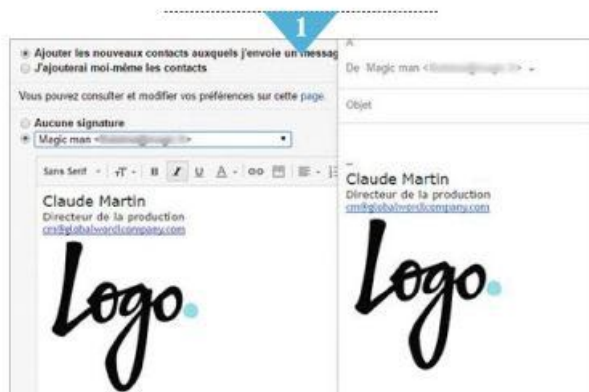 1
Ajouter les nouveaux contacts auxquels j'envoie un messag
J'ajouterai moi-même les contacts
Vous pouvez consulter et modifier vos préférences sur cette page.
Aucune signature
Magic man <
Sans Serif
B I U A
Claude Martin
Directeur de la production
cm@globalwordcompany.com
Logo.
A
De Magic man <
Objet
--
Claude Martin
Directeur de la production
cm@globalwordcompany.com
Logo.